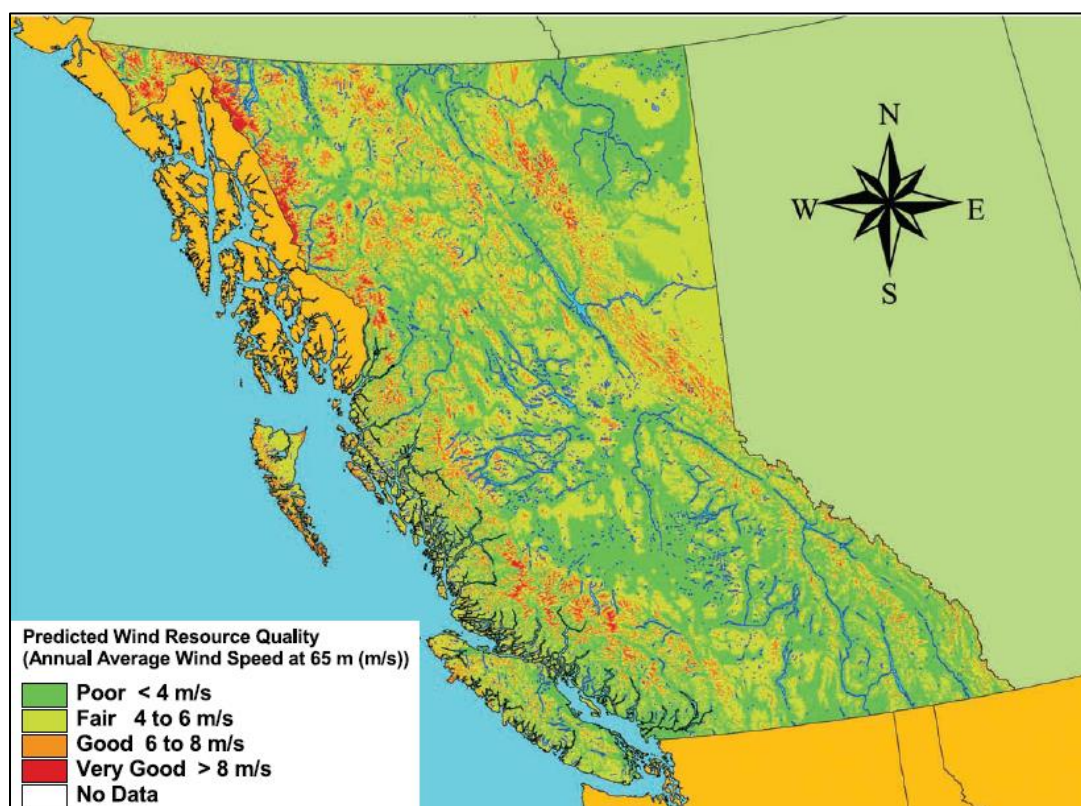 N
W E
S
Predicted Wind Resource Quality
(Annual Average Wind Speed at 65 m (m/s))
Poor < 4 m/s
Fair 4 to 6 m/s
Good 6 to 8 m/s
Very Good > 8 m/s
No Data